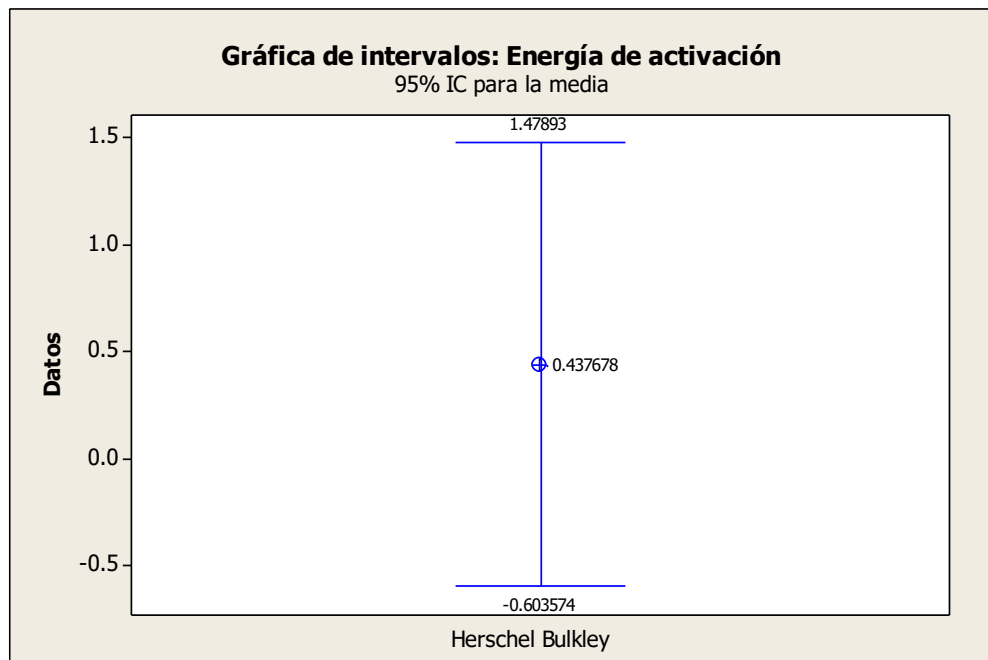 Gráfica de intervalos: Energía de activación
95% IC para la media
1.47893
1.5
1.0
0.5
0.437678
0.0
-0.5
-0.603574
Datos
Herschel Bulkley